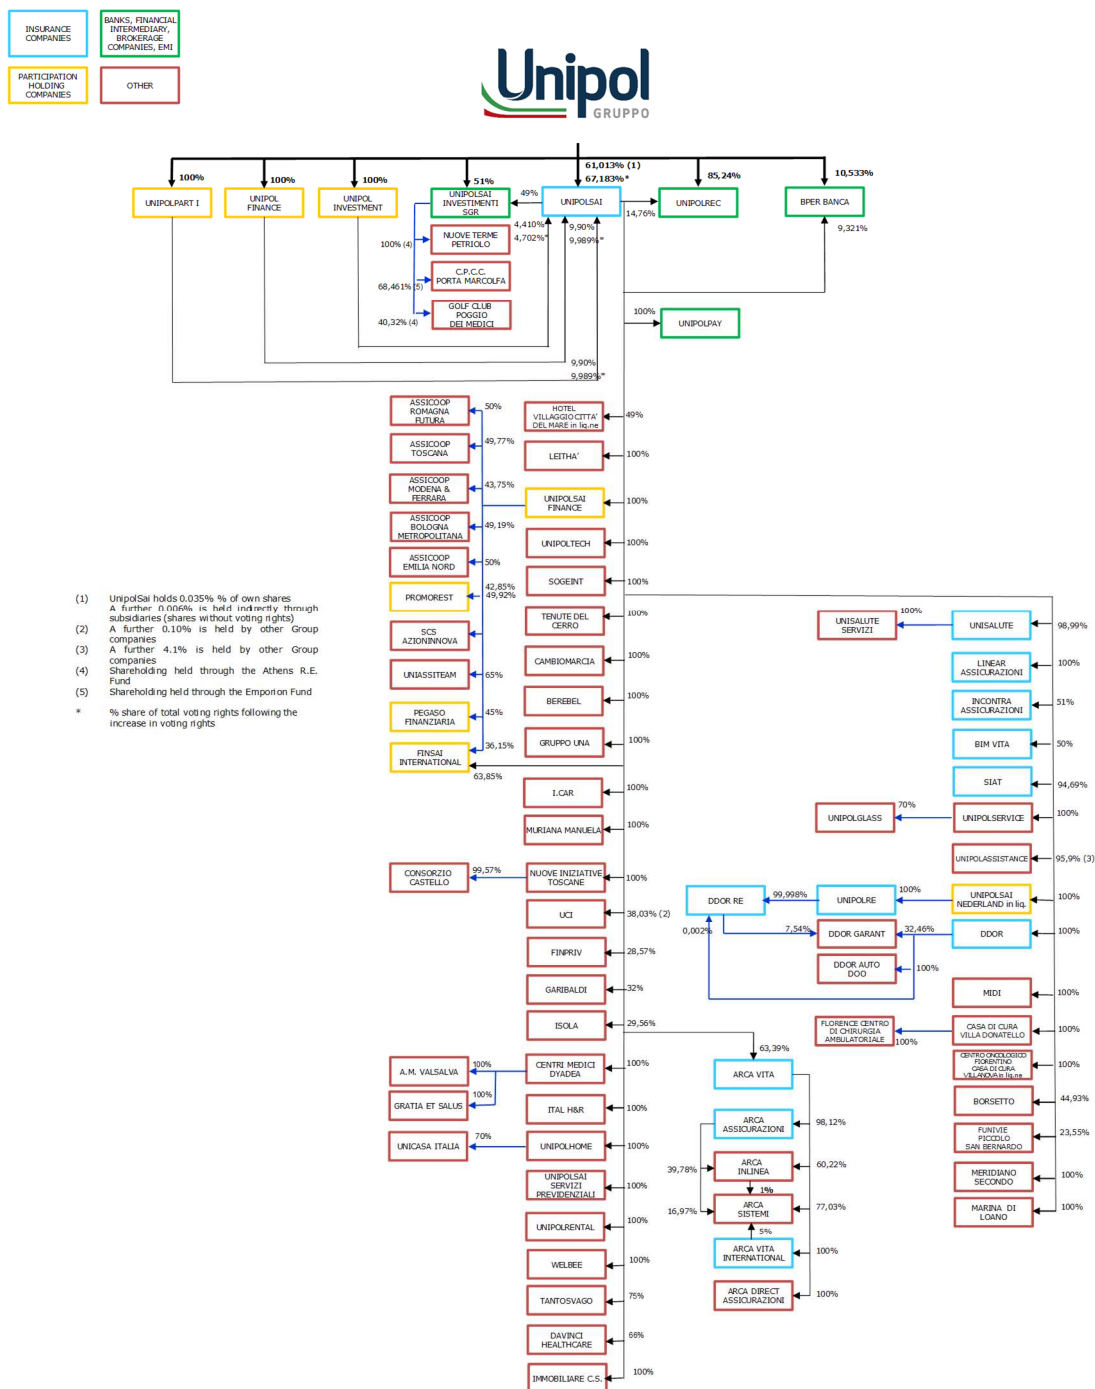 INSURANCE
COMPANIES
BANKS, FINANCIAL
INTERMEDIARY,
BROKERAGE
COMPANIES, EMI
PARTICIPATION
HOLDING
COMPANIES
OTHER
Unipol
GRUPPO
61,013% (1)
67,183%*
100%
100%
100%
51%
85,24%
10,533%
UNIPOLPART I
UNIPOL
FINANCE
UNIPOL
INVESTMENT
UNIPOLSAI
INVESTIMENTI
SGR
49%
UNIPOLSAI
14,76%
UNIPOLREC
BPER BANCA
9,321%
4,410%
4,702%*
9,90%
9,989%*
100% (4)
NUOVE TERME
PETRIOLO
68,461% (5)
C.P.C.C.
PORTA MARCOLFA
40,32% (4)
GOLF CLUB
POGGIO
DEI MEDICI
100%
UNIPOLPAY
9,90%
9,989%*
ASSICOOP
ROMAGNA
FUTURA
50%
ASSICOOP
TOSCANA
49,77%
ASSICOOP
MODENA &
FERRARA
43,75%
ASSICOOP
BOLOGNA
METROPOLITANA
49,19%
ASSICOOP
EMILIA NORD
50%
PROMOREST
42,85%
49,92%
SCS
AZIONINNOVA
UNIASSITEAM
65%
PEGASO
FINANZIARIA
45%
FINSAI
INTERNATIONAL
36,15%
63,85%
HOTEL
VILLAGGIO CITTA'
DEL MARE in liq.ne
49%
LEITHA'
100%
UNIPOLSAI
FINANCE
100%
UNIPOLTECH
100%
SOGEINT
100%
TENUTE DEL
CERRO
100%
CAMBIOMARCIA
100%
BEREBEL
100%
GRUPPO UNA
100%
I.CAR
100%
MURIANA MANUELA
100%
CONSORZIO
CASTELLO
99,57%
NUOVE INIZIATIVE
TOSCANE
100%
UCI
38,03% (2)
FINPRIV
28,57%
GARIBALDI
32%
ISOLA
29,56%
A.M. VALSALVA
100%
GRATIA ET SALUS
100%
CENTRI MEDICI
DYADEA
100%
ITAL H&R
100%
UNICASA ITALIA
70%
UNIPOLHOME
100%
UNIPOLSAI
SERVIZI
PREVIDENZIALI
100%
UNIPOLRENTAL
100%
WELBEE
100%
TANTOSVAGO
75%
DAVINCI
HEALTHCARE
66%
IMMOBILIARE C.S.
100%
(1) UnipolSai holds 0.035% % of own shares
A further 0.006% is held indirectly through
subsidiaries (shares without voting rights)
(2) A further 0.10% is held by other Group
companies
(3) A further 4.1% is held by other Group
companies
(4) Shareholding held through the Athens R.E.
Fund
(5) Shareholding held through the Emporion Fund
* % share of total voting rights following the
increase in voting rights
UNISALUTE
SERVIZI
100%
UNISALUTE
98,99%
LINEAR
ASSICURAZIONI
100%
INCONTRA
ASSICURAZIONI
51%
BIM VITA
50%
SIAT
94,69%
UNIPOLGLASS
70%
UNIPOLSERVICE
100%
UNIPOLASSISTANCE
95,9% (3)
DDOR RE
99,998%
UNIPOLRE
100%
UNIPOLSAI
NEDERLAND in liq.
100%
0,002%
7,54%
DDOR GARANT
32,46%
DDOR
100%
DDOR AUTO
DOO
100%
MIDI
100%
FLORENCE CENTRO
DI CHIRURGIA
AMBULATORIALE
100%
CASA DI CURA
VILLA DONATELLO
100%
CENTRO ONCOLOGICO
FIORENTINO
CASA DI CURA
VILLANOVA in liq.ne
100%
BORSETTO
44,93%
FUNIVIE
PICCOLO
SAN BERNARDO
23,55%
MERIDIANO
SECONDO
100%
MARINA DI
LOANO
100%
63,39%
ARCA VITA
ARCA
ASSICURAZIONI
98,12%
39,78%
ARCA
INLINEA
60,22%
1%
16,97%
ARCA
SISTEMI
77,03%
5%
ARCA VITA
INTERNATIONAL
100%
ARCA DIRECT
ASSICURAZIONI
100%